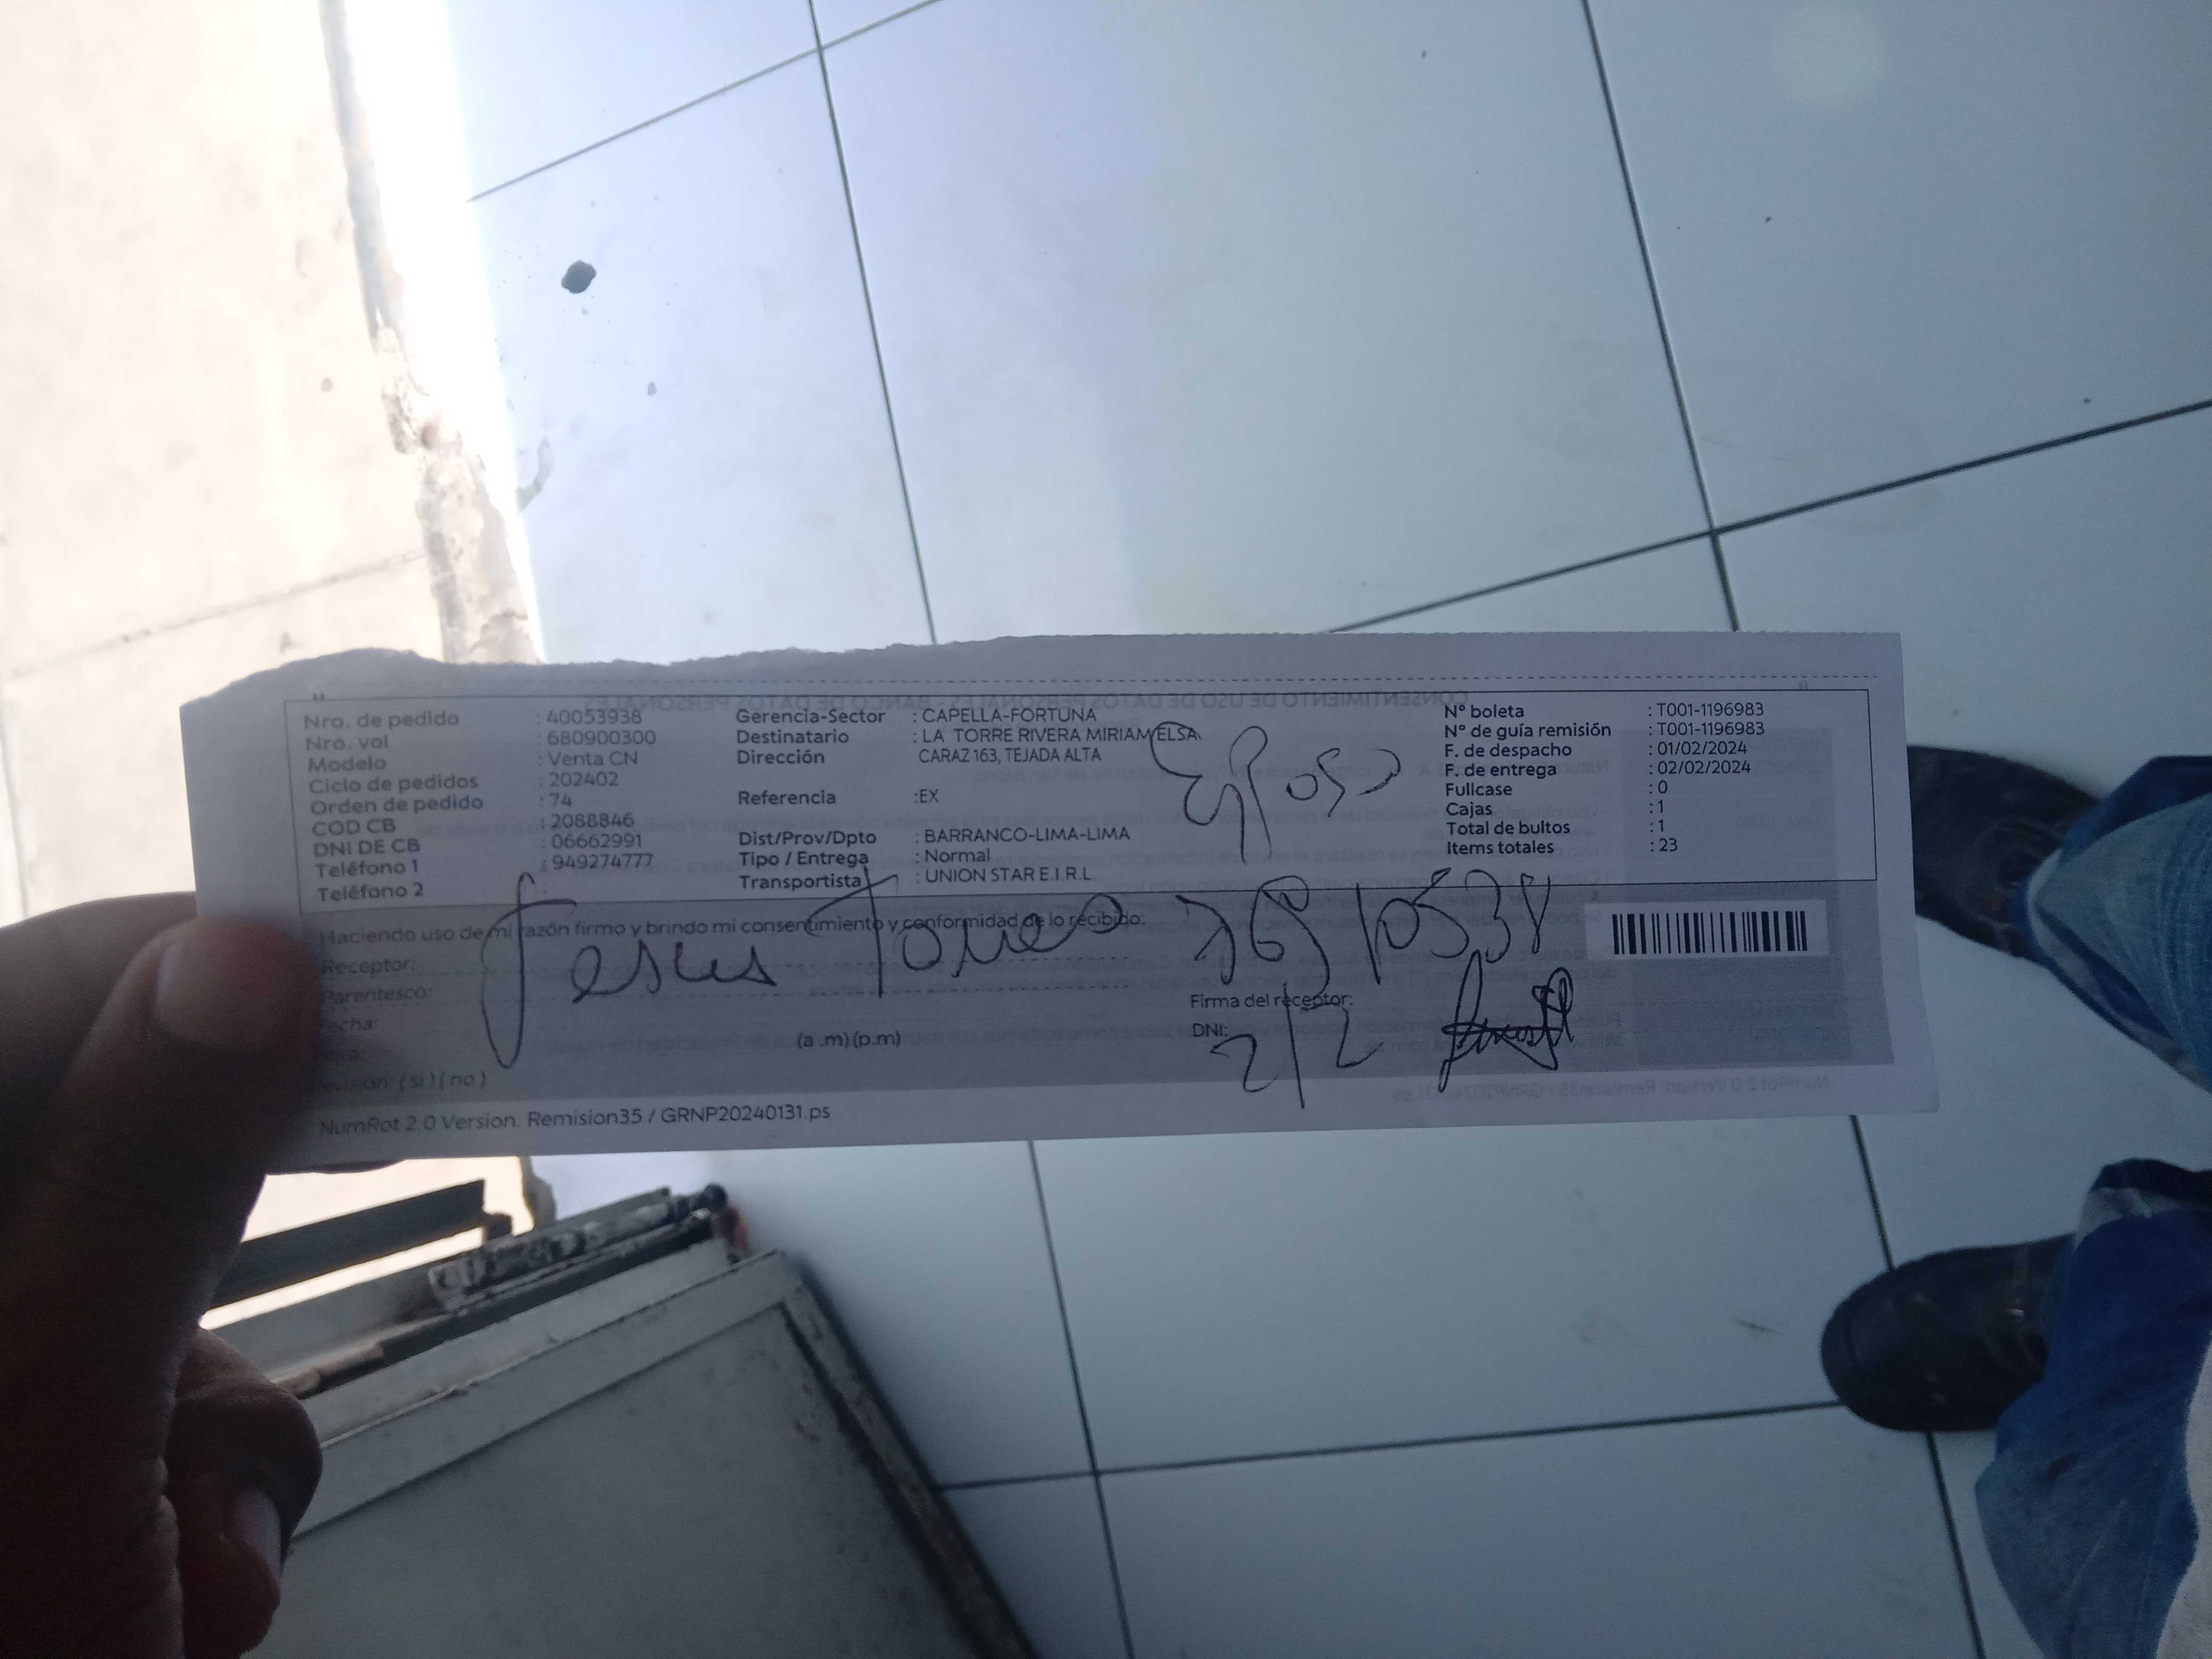 Nro. de pedido : 40053938
Nro. vol : 680900300
Modelo : Venta CN
Ciclo de pedidos : 202402
Orden de pedido : 74
COD CB : 2088846
DNI DE CB : 06662991
Teléfono 1 : 949274777
Teléfono 2 :
Gerencia-Sector : CAPELLA-FORTUNA
Destinatario : LA TORRE RIVERA MIRIAM ELSA
Dirección CARAZ 163, TEJADA ALTA
Referencia :EX
Dist/Prov/Dpto : BARRANCO-LIMA-LIMA
Tipo / Entrega : Normal
Transportista : UNION STAR E.I.R.L.
Esposo
N° boleta : T001-1196983
N° de guía remisión : T001-1196983
F. de despacho : 01/02/2024
F. de entrega : 02/02/2024
Fullcase : 0
Cajas : 1
Total de bultos : 1
Items totales : 23
Haciendo uso de mi razón firmo y brindo mi consentimiento y conformidad de lo recibido:
Receptor:
Jesus
Parentesco:
Fecha:
Hora:
(a .m) (p.m)
Revisión: ( si ) ( no )
Firma del receptor:
DNI:
2/2
NumRot 2.0 Version. Remision35 / GRNP20240131.ps